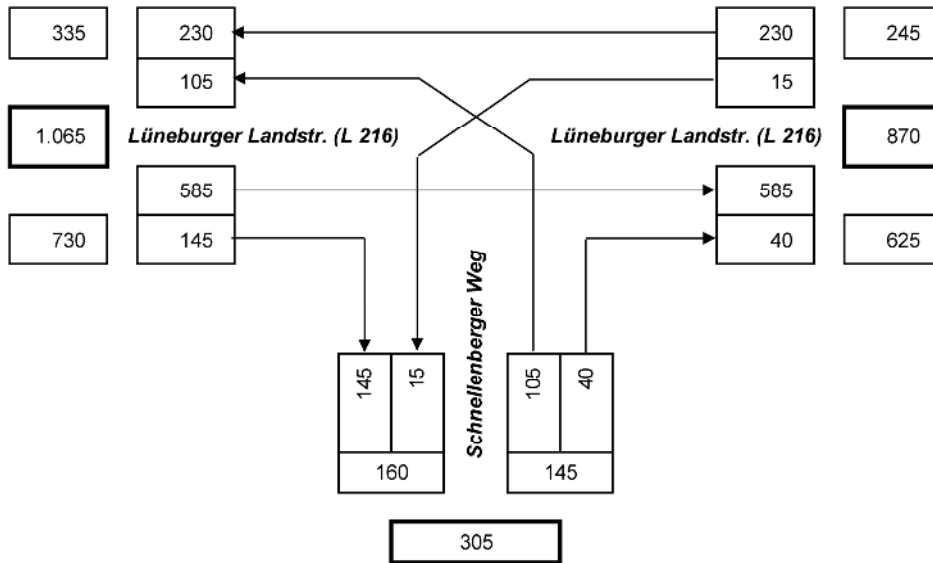 335 230 230 245
105 15
1.065 Lüneburger Landstr. (L 216) Lüneburger Landstr. (L 216) 870
585 585
730 145 40 625
Schnellenberger Weg
145 15 105 40
160 145
305